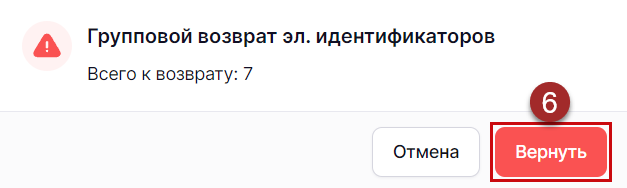 Групповой возврат эл. идентификаторов
Всего к возврату: 7
6
Отмена
Вернуть